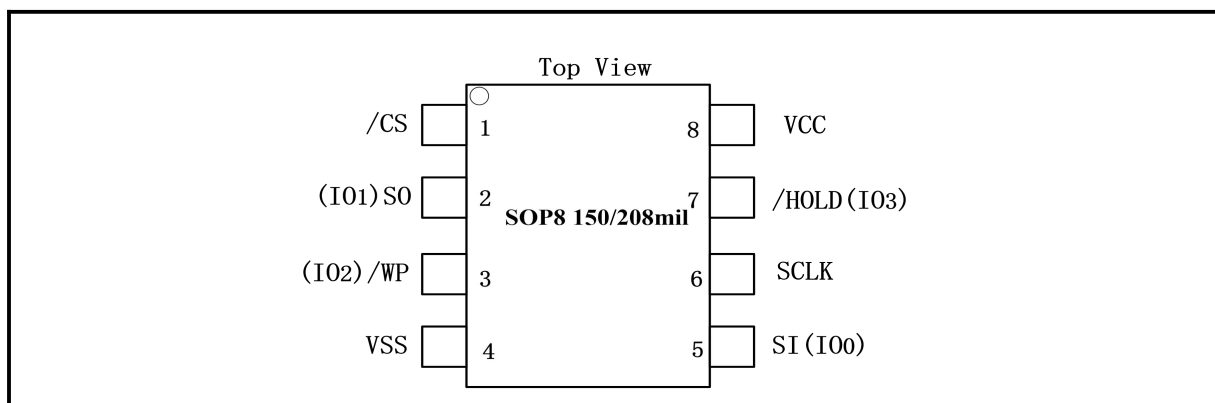 Top View
/CS 1 8 VCC
(IO1)SO 2 7 /HOLD(IO3)
SOP8 150/208mil
(IO2)/WP 3 6 SCLK
VSS 4 5 SI(IO0)